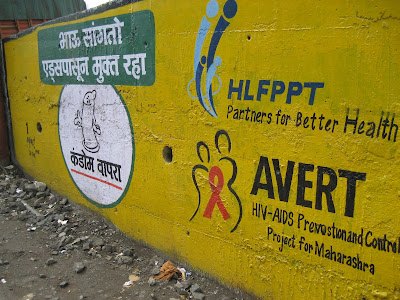 भाऊ सांगतो
एड्सपासून मुक्त रहा
कंडोम वापरा
HLFPPT
Partners for Better Health
AVERT
HIV-AIDS Prevention and Control
Project for Maharashra